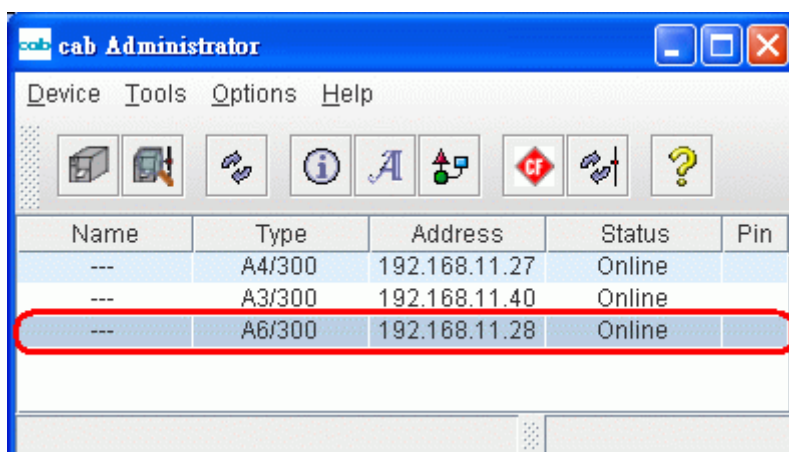 cab cab Administrator
Device Tools Options Help
i A CF ?
Name Type Address Status Pin
--- A4/300 192.168.11.27 Online
--- A3/300 192.168.11.40 Online
--- A6/300 192.168.11.28 Online